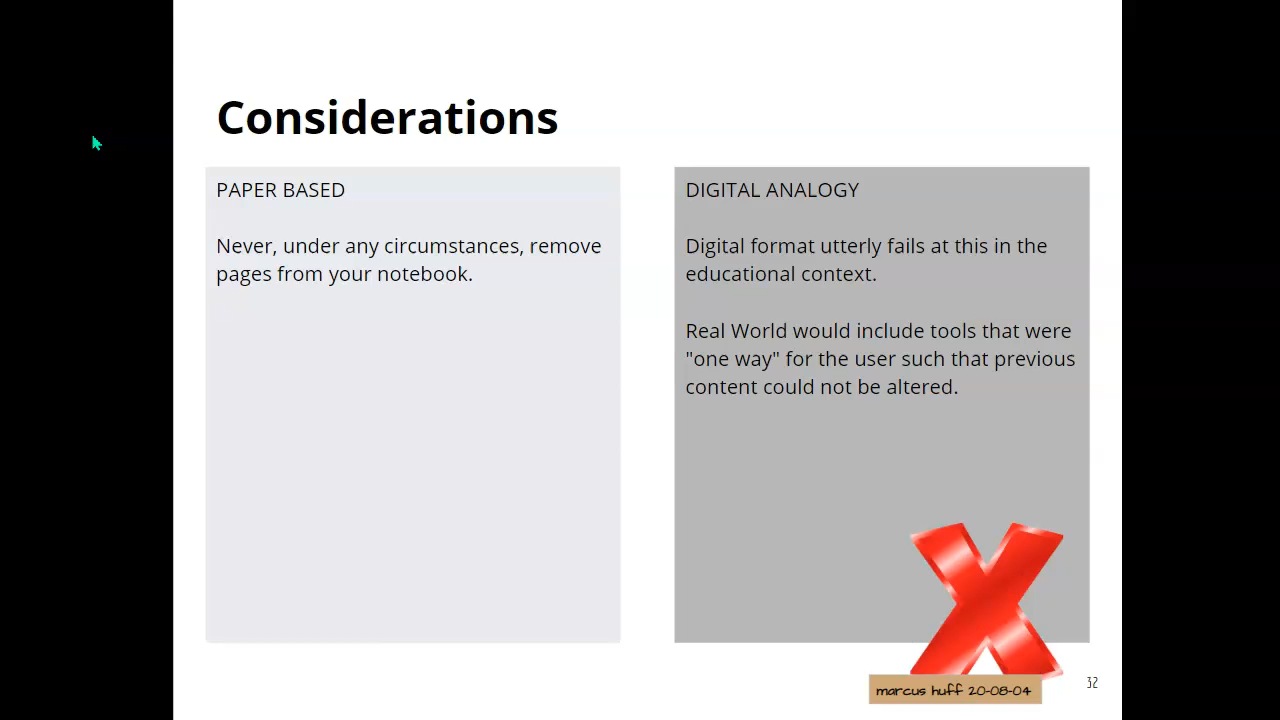 Considerations
PAPER BASED
Never, under any circumstances, remove
pages from your notebook.
DIGITAL ANALOGY
Digital format utterly fails at this in the
educational context.
Real World would include tools that were
"one way" for the user such that previous
content could not be altered.
marcus huff 20-08-04
32